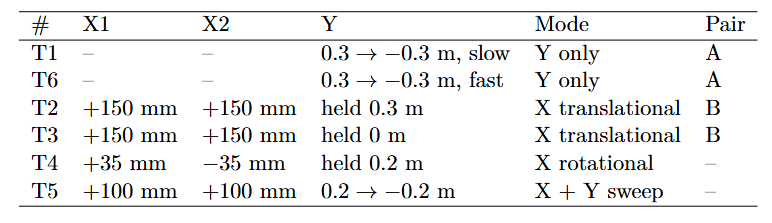 # X1 X2 Y Mode Pair
T1 – – 0.3 → −0.3 m, slow Y only A
T6 – – 0.3 → −0.3 m, fast Y only A
T2 +150 mm +150 mm held 0.3 m X translational B
T3 +150 mm +150 mm held 0 m X translational B
T4 +35 mm −35 mm held 0.2 m X rotational –
T5 +100 mm +100 mm 0.2 → −0.2 m X + Y sweep –